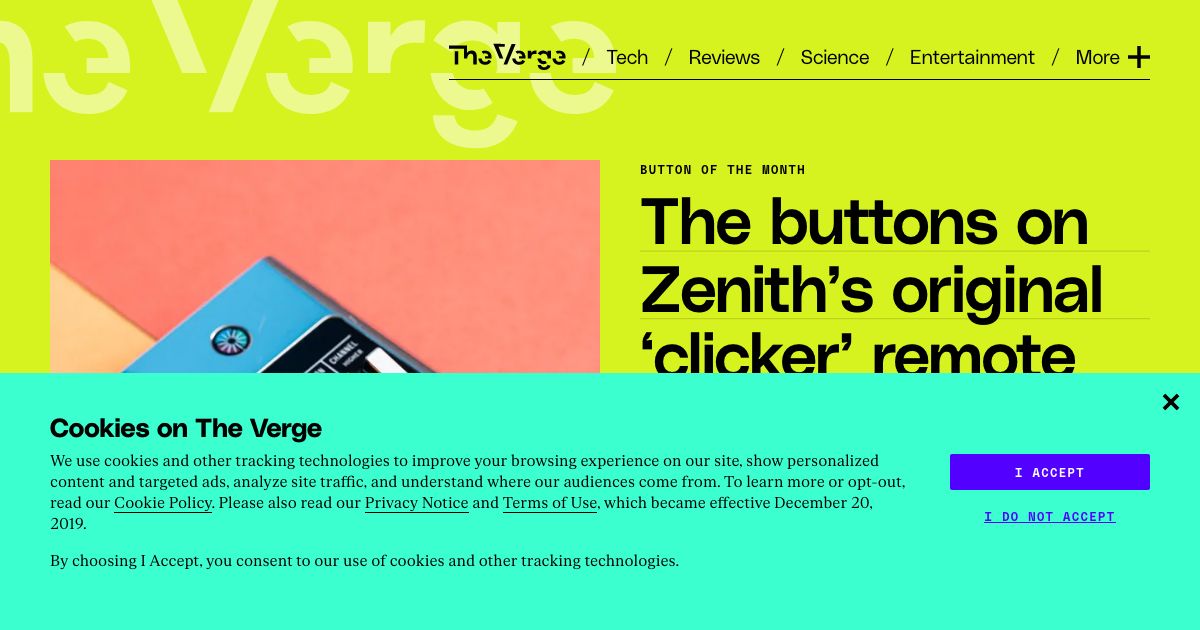 The Verge
The Verge / Tech / Reviews / Science / Entertainment / More +
BUTTON OF THE MONTH
The buttons on
Zenith’s original
‘clicker’ remote
CHANNEL
HIGHER
Cookies on The Verge
We use cookies and other tracking technologies to improve your browsing experience on our site, show personalized
content and targeted ads, analyze site traffic, and understand where our audiences come from. To learn more or opt-out,
read our Cookie Policy. Please also read our Privacy Notice and Terms of Use, which became effective December 20,
2019.
By choosing I Accept, you consent to our use of cookies and other tracking technologies.
I ACCEPT
I DO NOT ACCEPT